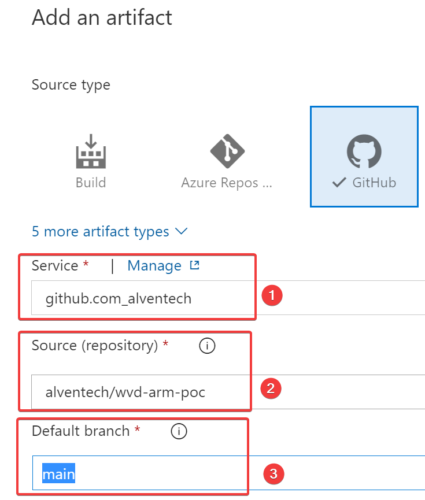 Add an artifact
Source type
Build
Azure Repos ...
GitHub
5 more artifact types
Service * | Manage
github.com_alventech
1
Source (repository) *
alventech/wvd-arm-poc
2
Default branch *
main
3